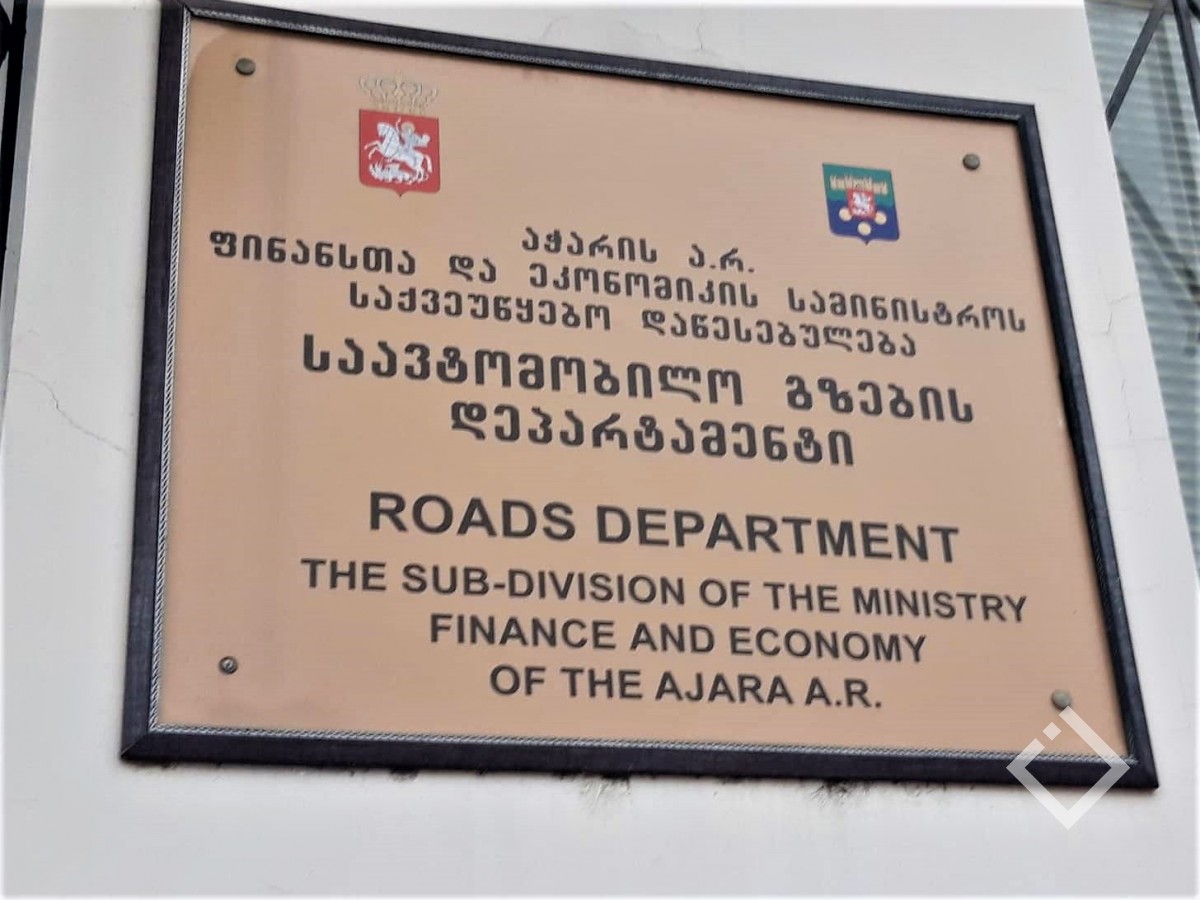 აჭარის ა.რ.
ფინანსთა და ეკონომიკის სამინისტროს
საქვეუწყებო დაწესებულება
საავტომობილო გზების
დეპარტამენტი
ROADS DEPARTMENT
THE SUB-DIVISION OF THE MINISTRY
FINANCE AND ECONOMY
OF THE AJARA A.R.